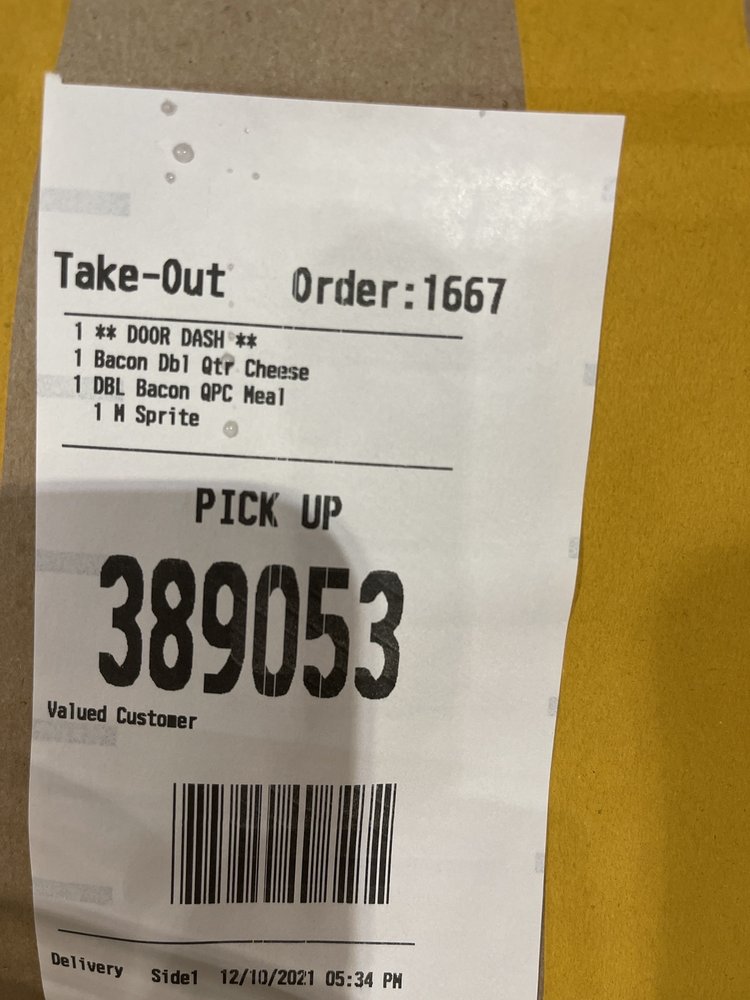 Take-Out Order:1667
1 ** DOOR DASH **
1 Bacon Dbl Qtr Cheese
1 DBL Bacon QPC Meal
1 M Sprite
PICK UP
389053
Valued Customer
Delivery Side1 12/10/2021 05:34 PM